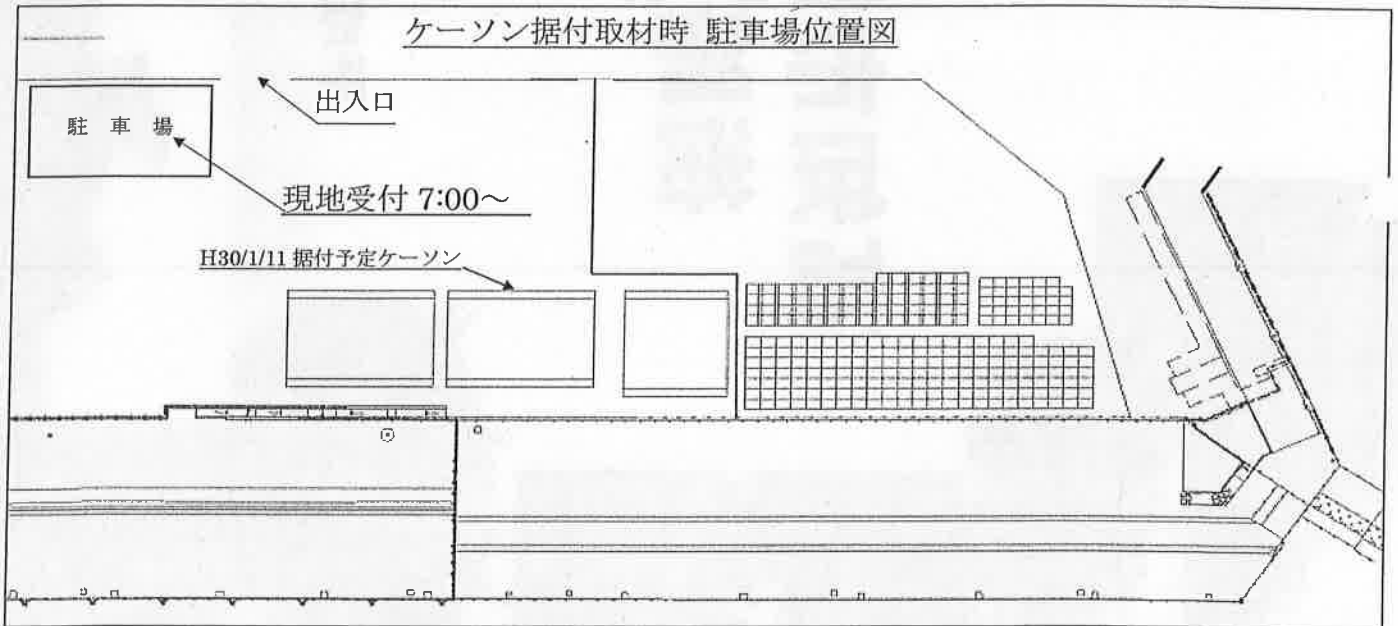 ケーソン据付取材時 駐車場位置図
出入口
駐 車 場
現地受付 7:00～
H30/1/11 据付予定ケーソン